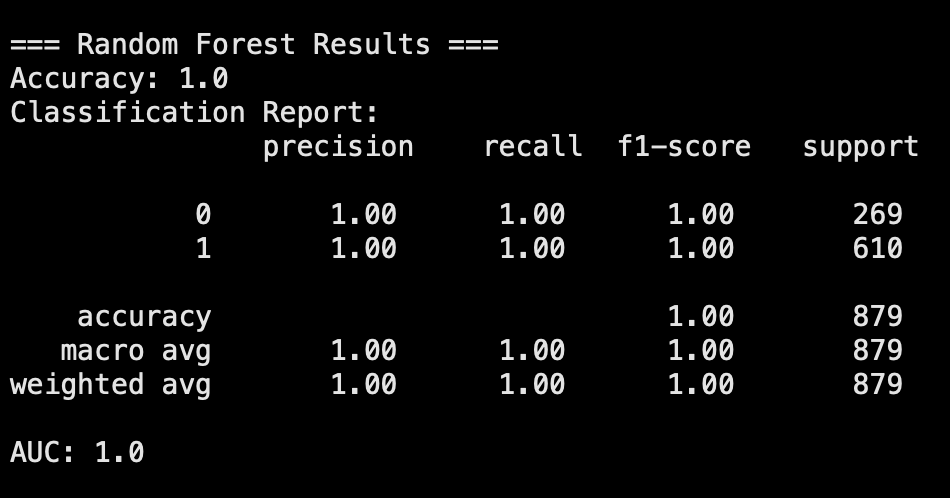 === Random Forest Results ===
Accuracy: 1.0
Classification Report:
precision recall f1-score support
0 1.00 1.00 1.00 269
1 1.00 1.00 1.00 610
accuracy 1.00 879
macro avg 1.00 1.00 1.00 879
weighted avg 1.00 1.00 1.00 879
AUC: 1.0